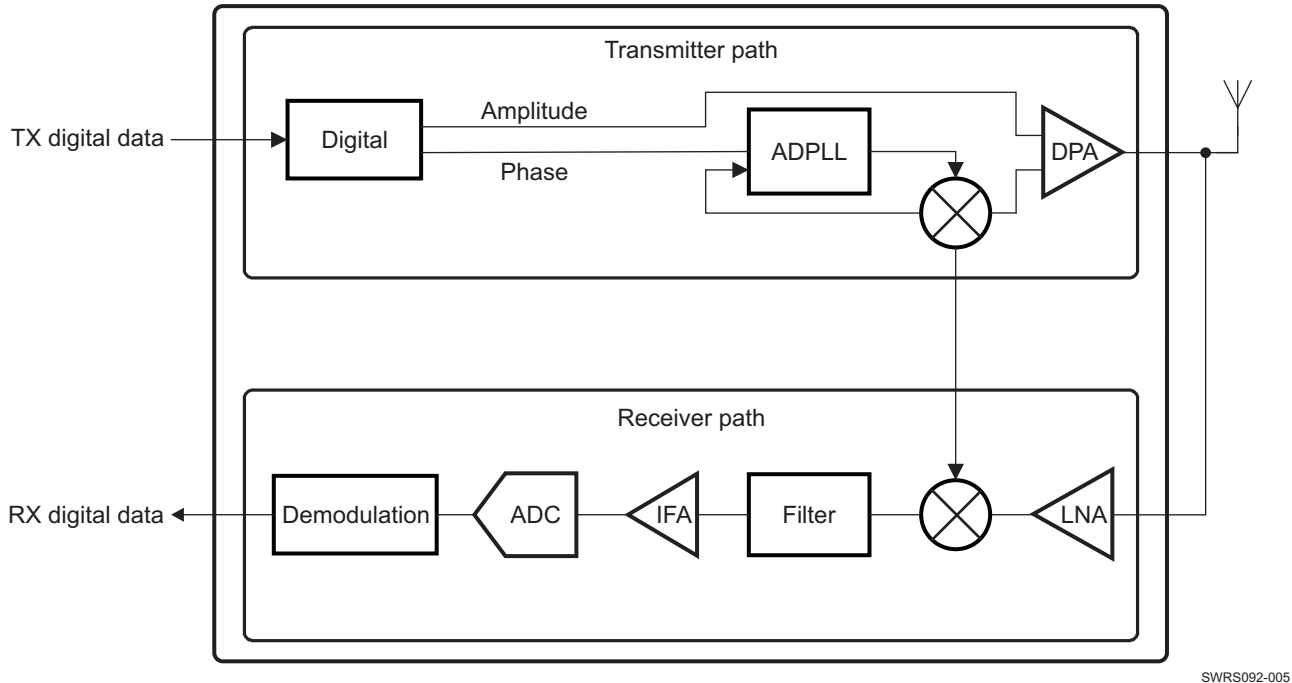 Transmitter path
Amplitude
TX digital data
Digital
ADPLL
DPA
Phase
Receiver path
RX digital data
Demodulation
ADC
IFA
Filter
LNA
SWRS092-005